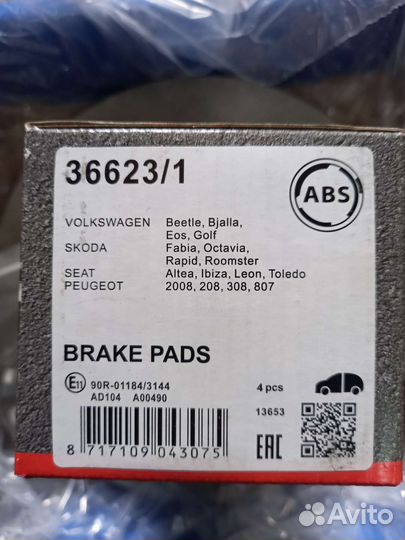 36623/1
ABS
VOLKSWAGEN Beetle, Bjalla,
Eos, Golf
SKODA Fabia, Octavia,
Rapid, Roomster
SEAT Altea, Ibiza, Leon, Toledo
PEUGEOT 2008, 208, 308, 807
BRAKE PADS
E11 90R-01184/3144
AD104 A00490
4 pcs
13653
8 717109 043075
EAC
Avito